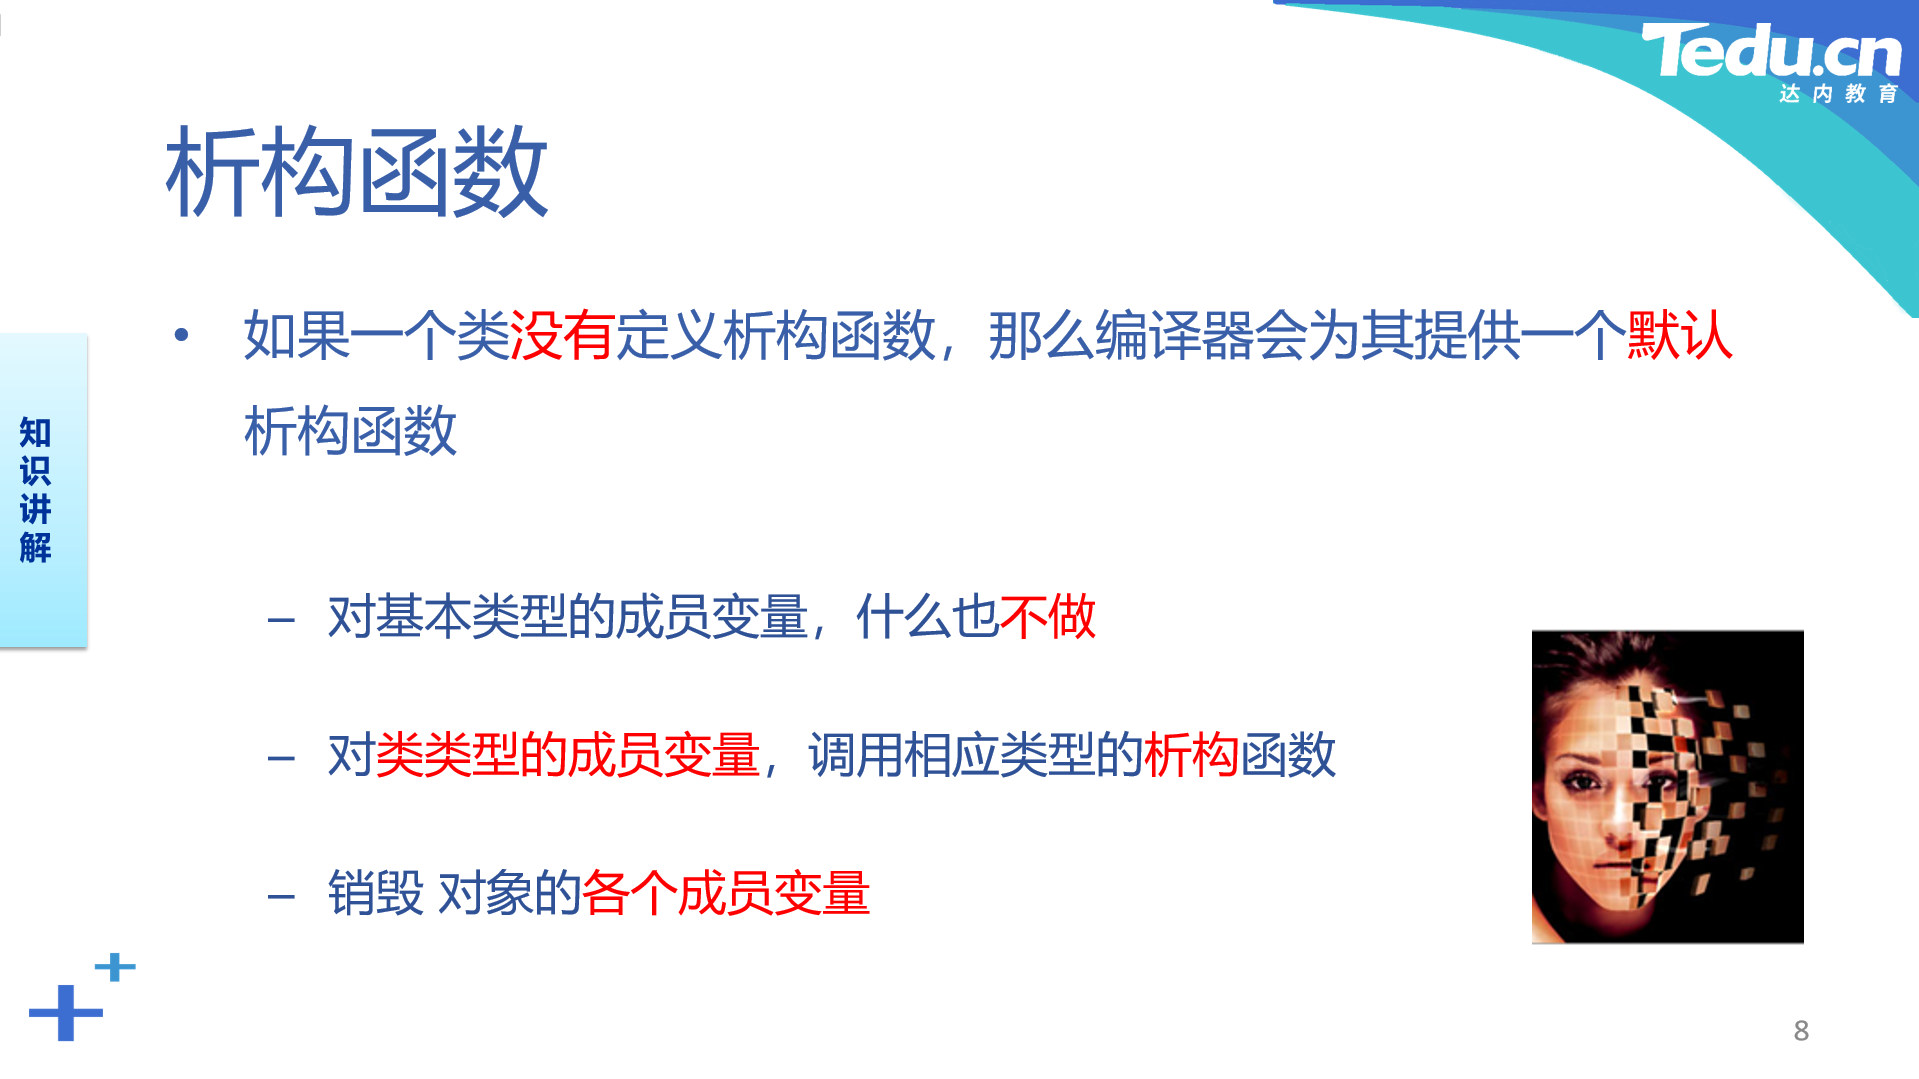 Tedu.cn
达内教育
析构函数
• 如果一个类没有定义析构函数，那么编译器会为其提供一个默认
析构函数
知识讲解
– 对基本类型的成员变量，什么也不做
– 对类类型的成员变量，调用相应类型的析构函数
– 销毁 对象的各个成员变量
8